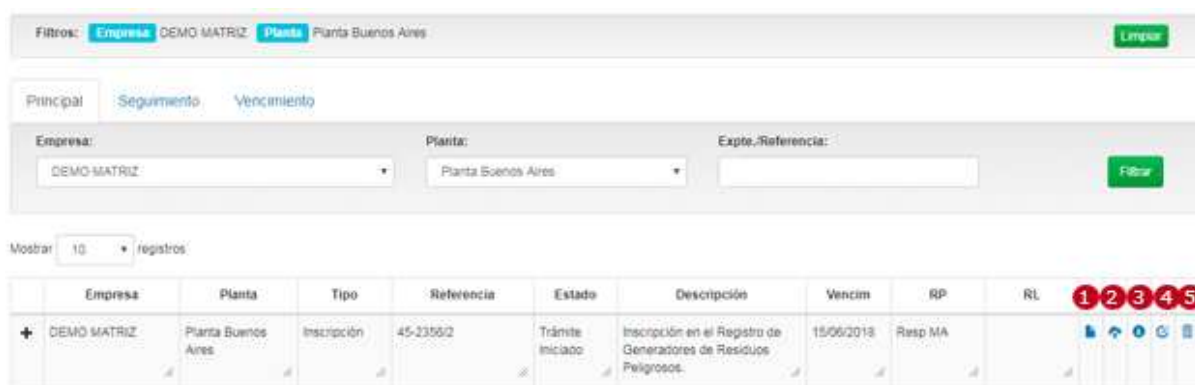 Filtros: Empresa DEMO MATRIZ Planta Planta Buenos Aires Limpiar
Principal Seguimiento Vencimiento
Empresa: Planta: Expte./Referencia:
DEMO MATRIZ Planta Buenos Aires Filtrar
Mostrar 10 registros
Empresa Planta Tipo Referencia Estado Descripción Vencim RP RL 1 2 3 4 5
+ DEMO MATRIZ Planta Buenos Inscripción 45-2356/2 Trámite Inscripción en el Registro de 15/06/2018 Resp MA
Aires Iniciado Generadores de Residuos
Peligrosos.